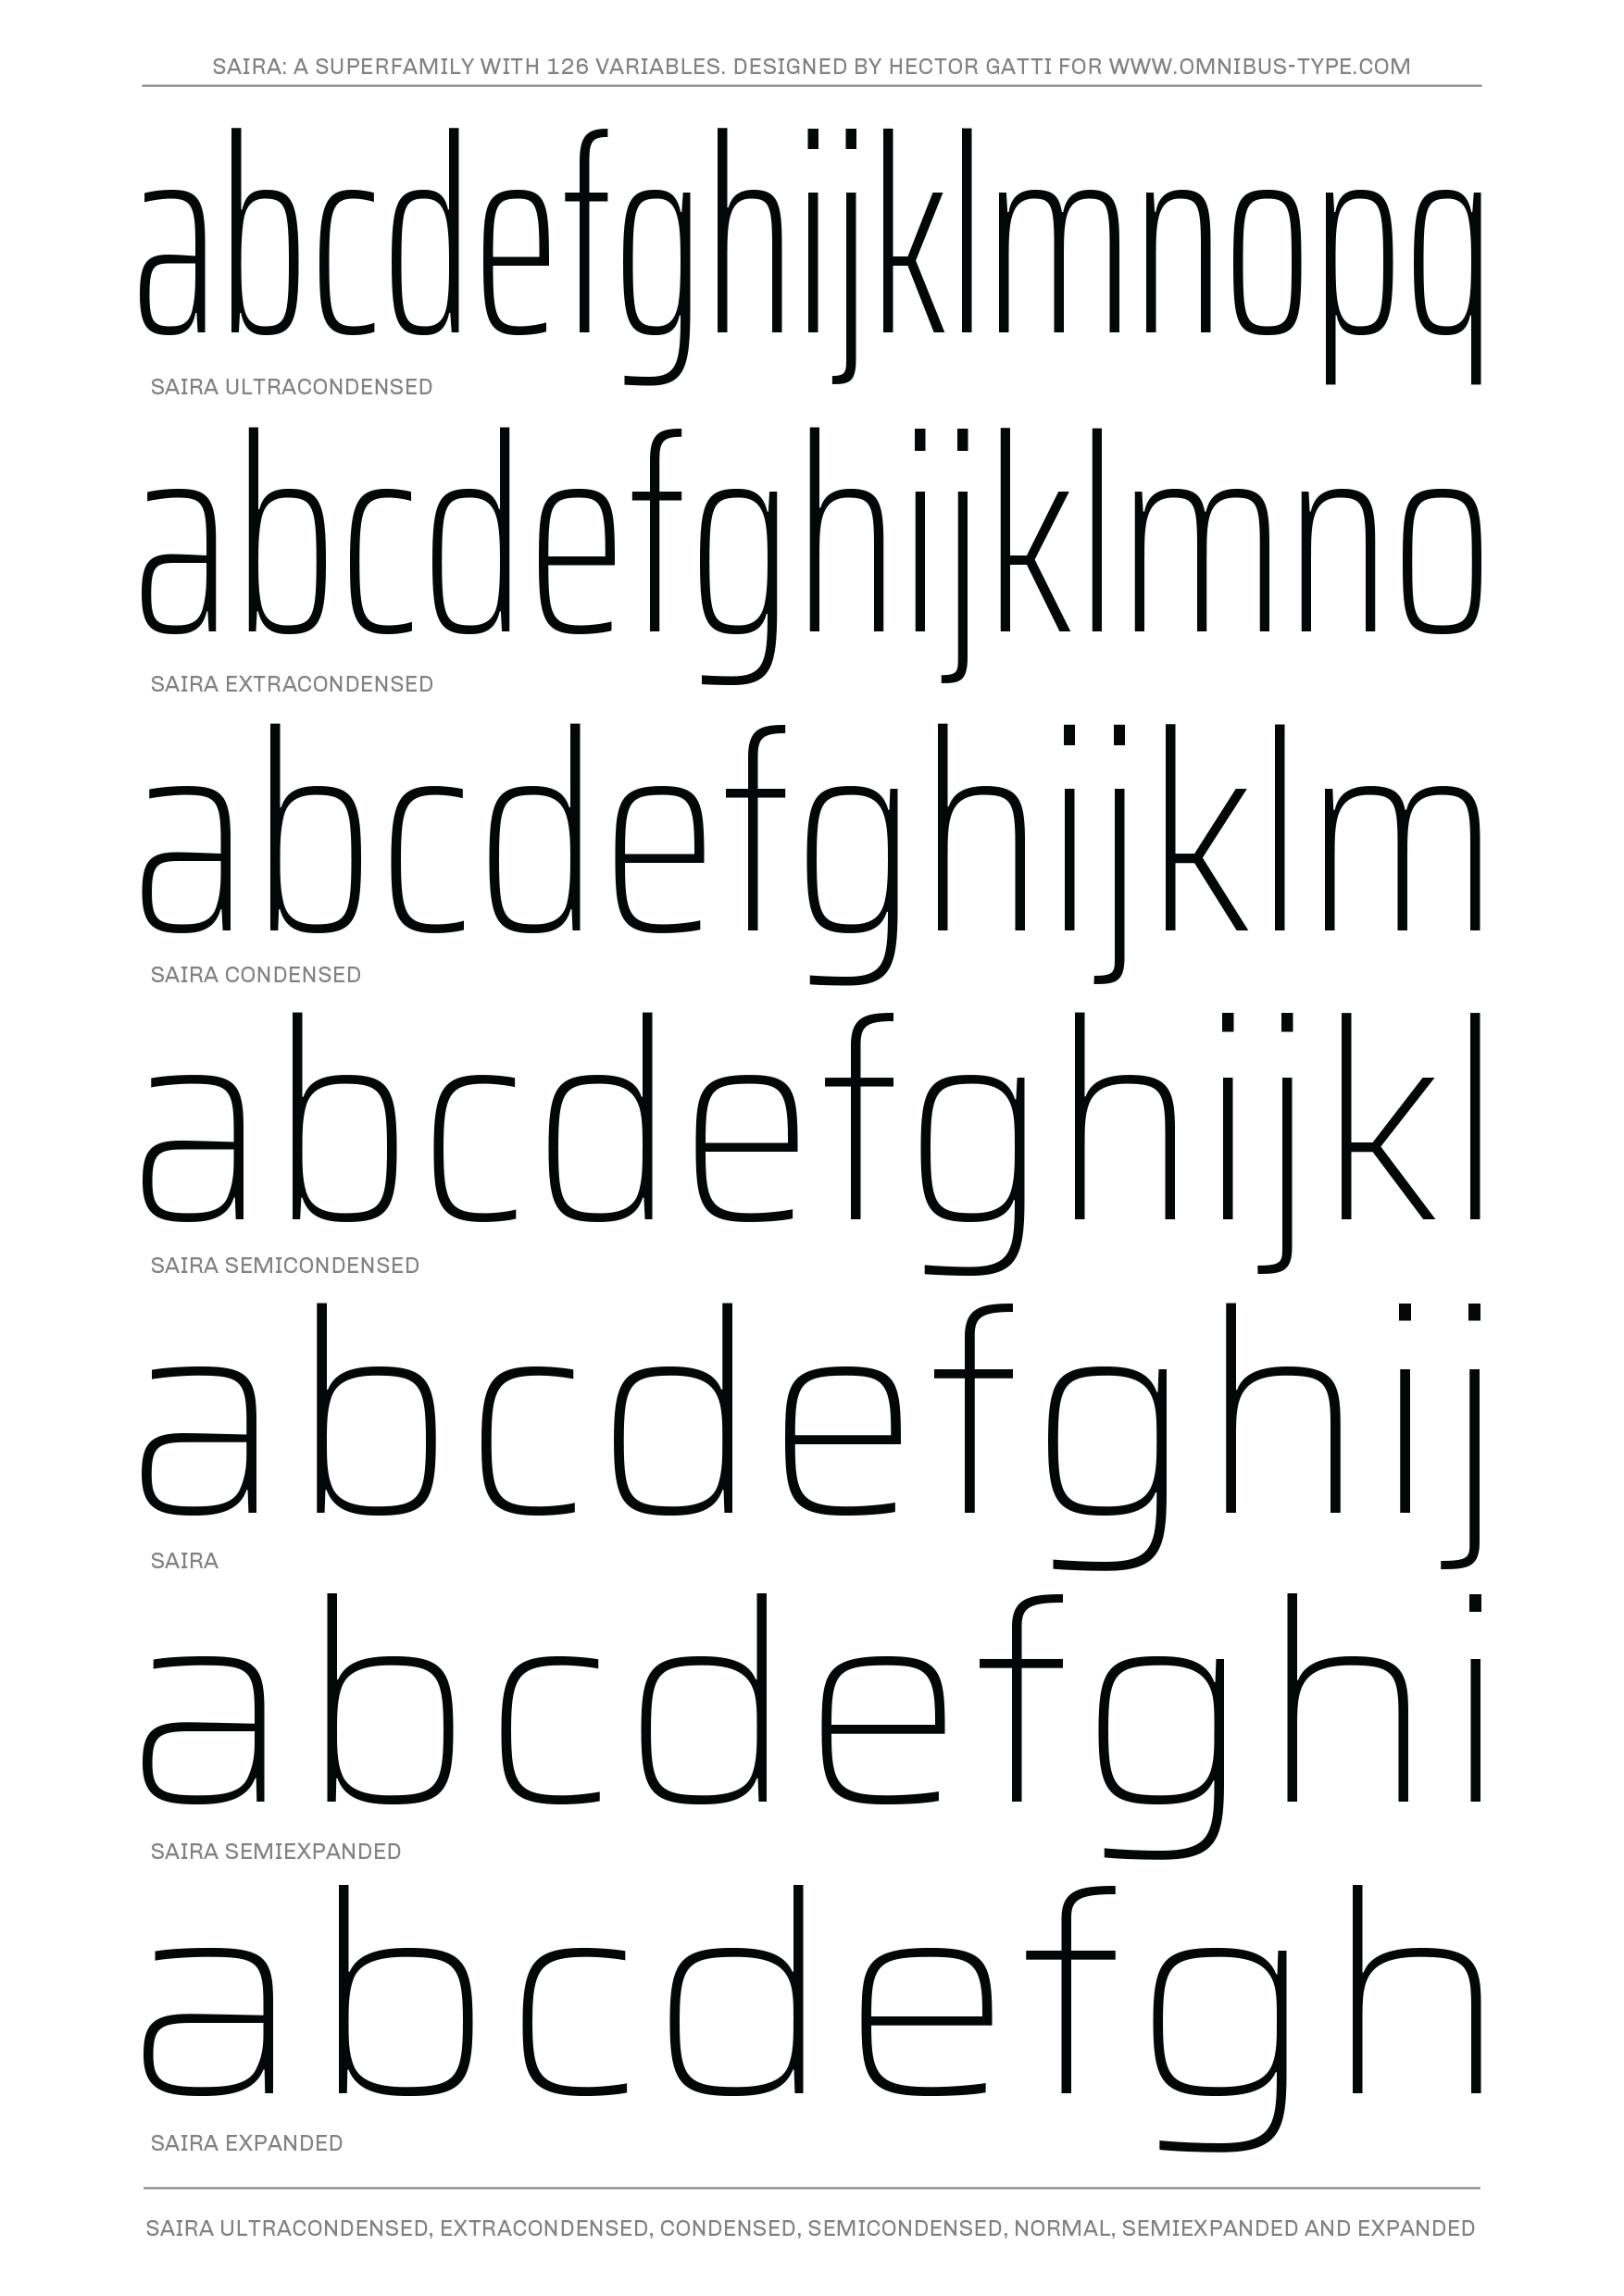 SAIRA: A SUPERFAMILY WITH 126 VARIABLES. DESIGNED BY HECTOR GATTI FOR WWW.OMNIBUS-TYPE.COM
abcdefghijklmnopq
SAIRA ULTRACONDENSED
abcdefghijklmno
SAIRA EXTRACONDENSED
abcdefghijklm
SAIRA CONDENSED
abcdefghijkl
SAIRA SEMICONDENSED
abcdefghij
SAIRA
abcdefghi
SAIRA SEMIEXPANDED
abcdefgh
SAIRA EXPANDED
SAIRA ULTRACONDENSED, EXTRACONDENSED, CONDENSED, SEMICONDENSED, NORMAL, SEMIEXPANDED AND EXPANDED